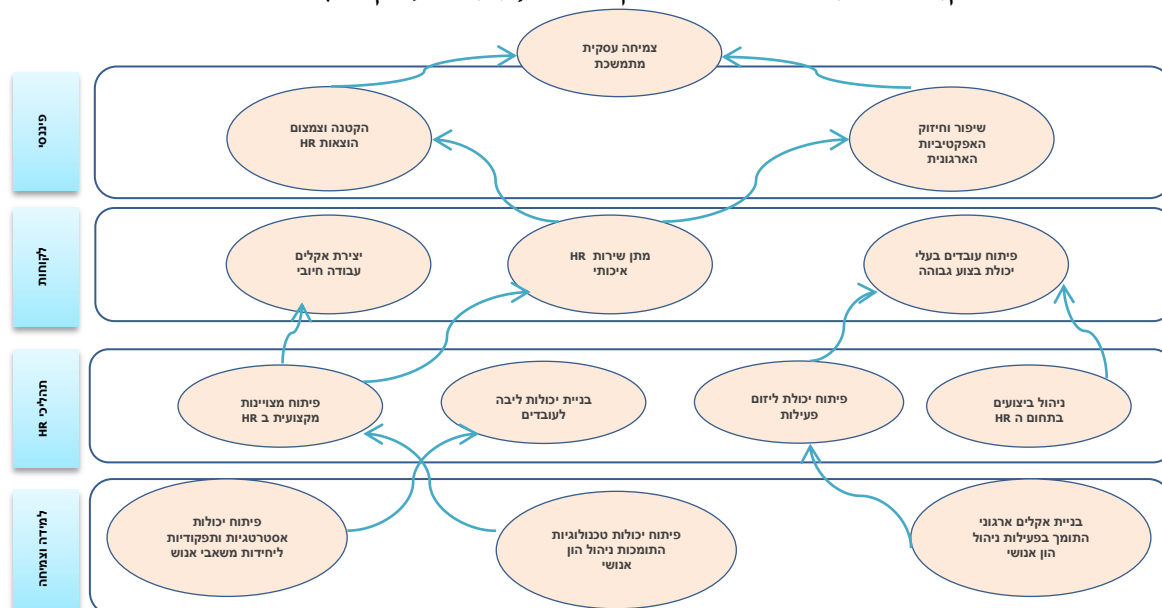 צמיחה עסקית
מתמשכת
פיננסי
שיפור וחיזוק
האפקטיביות
הארגונית
הקטנה וצמצום
הוצאות HR
לקוחות
פיתוח עובדים בעלי
יכולת בצוע גבוהה
מתן שירות HR
איכותי
יצירת אקלים
עבודה חיובי
תהליכי HR
ניהול ביצועים
בתחום ה HR
פיתוח יכולת ליזום
פעילות
בניית יכולות ליבה
לעובדים
פיתוח מצויינות
מקצועית ב HR
למידה וצמיחה
בניית אקלים ארגוני
התומך בפעילות ניהול
הון אנושי
פיתוח יכולות טכנולוגיות
התומכות ניהול הון
אנושי
פיתוח יכולות
אסטרטגיות ותפקודיות
ליחידות משאבי אנוש